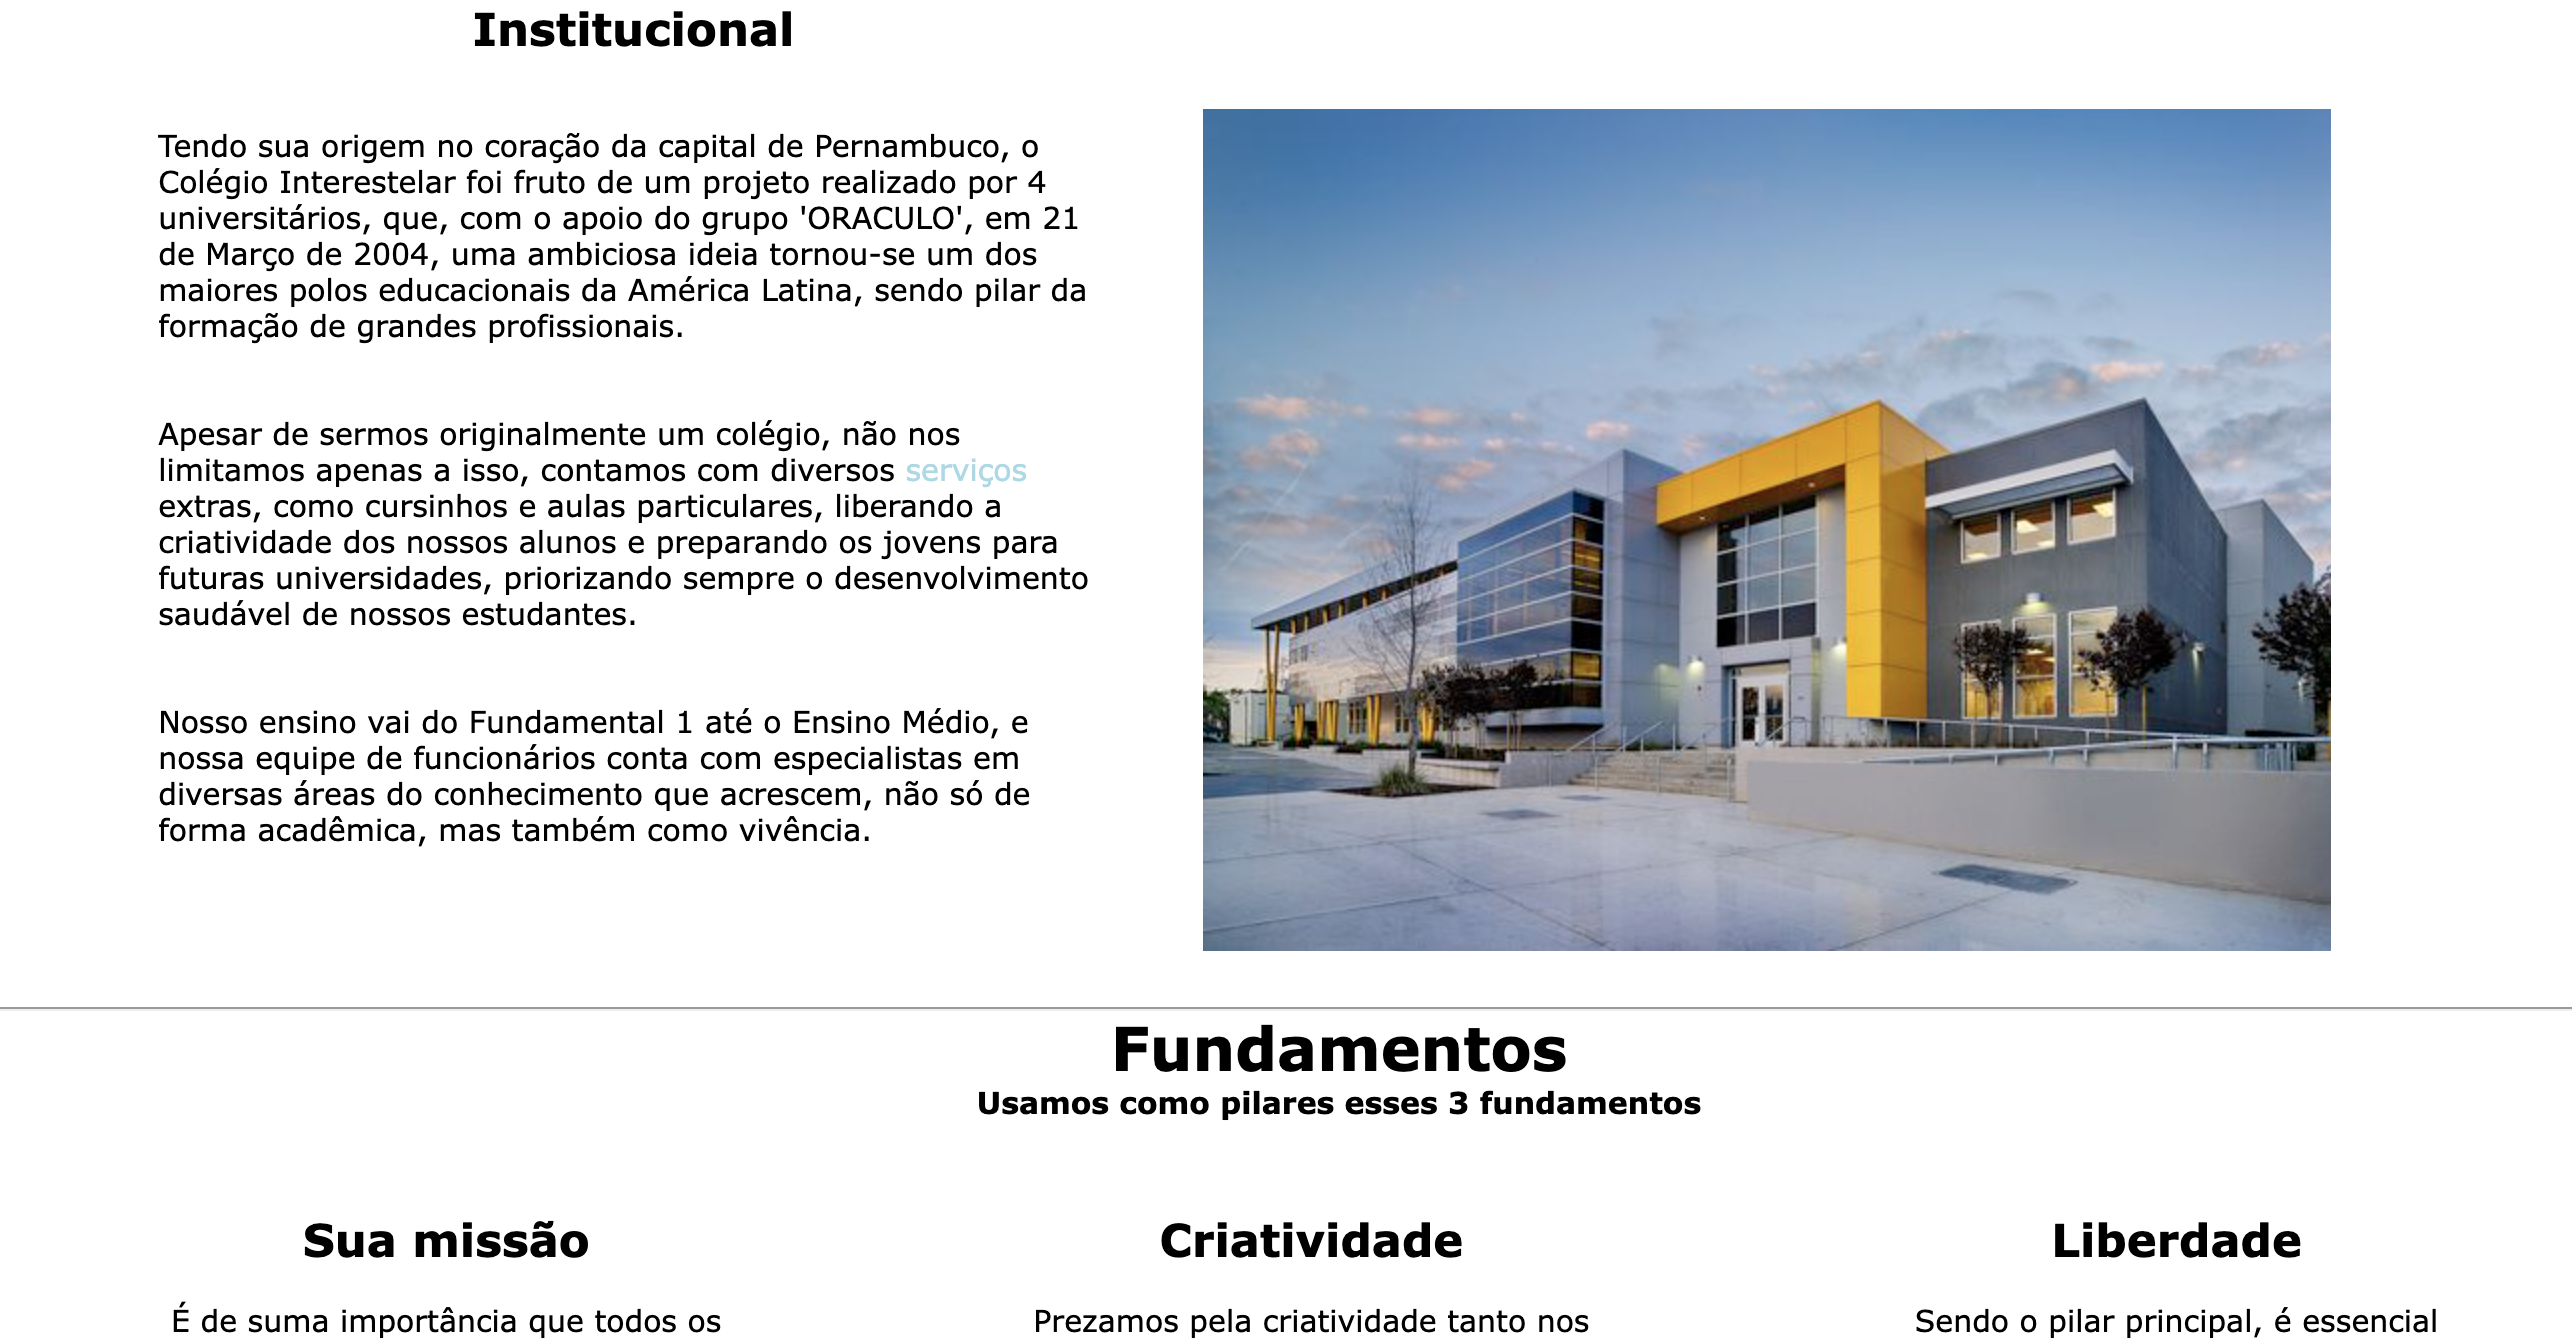 Institucional
Tendo sua origem no coração da capital de Pernambuco, o
Colégio Interestelar foi fruto de um projeto realizado por 4
universitários, que, com o apoio do grupo 'ORACULO', em 21
de Março de 2004, uma ambiciosa ideia tornou-se um dos
maiores polos educacionais da América Latina, sendo pilar da
formação de grandes profissionais.
Apesar de sermos originalmente um colégio, não nos
limitamos apenas a isso, contamos com diversos serviços
extras, como cursinhos e aulas particulares, liberando a
criatividade dos nossos alunos e preparando os jovens para
futuras universidades, priorizando sempre o desenvolvimento
saudável de nossos estudantes.
Nosso ensino vai do Fundamental 1 até o Ensino Médio, e
nossa equipe de funcionários conta com especialistas em
diversas áreas do conhecimento que acrescem, não só de
forma acadêmica, mas também como vivência.
Fundamentos
Usamos como pilares esses 3 fundamentos
Sua missão
É de suma importância que todos os
Criatividade
Prezamos pela criatividade tanto nos
Liberdade
Sendo o pilar principal, é essencial